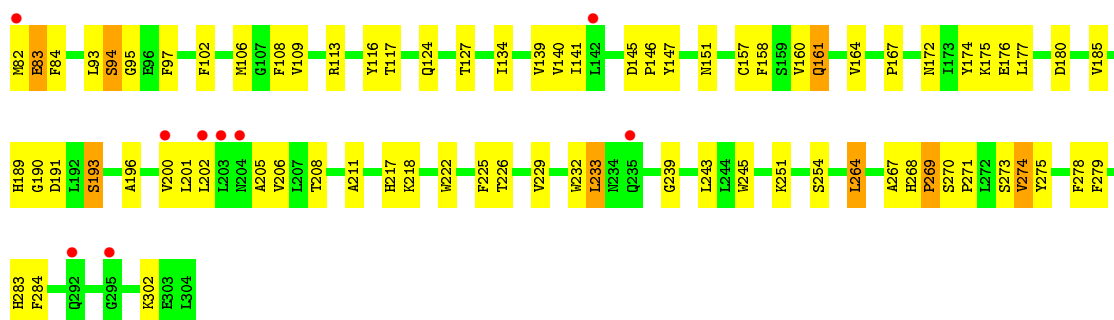 M82 E83 F84 L93 S94 G95 E96 F97 F102 M106 G107 F108 V109 R113 Y116 T117 Q124 T127 I134 V139 V140 I141 L142 D145 P146 Y147 N151 C157 F158 S159 V160 Q161 V164 P167 N172 I173 Y174 K175 E176 L177 D180 V185
H189 G190 D191 L192 S193 A196 V200 L201 L202 L203 N204 A205 V206 L207 T208 A211 H217 K218 W222 F225 T226 V229 W232 L233 N234 Q235 G239 L243 L244 W245 K251 S254 L264 A267 H268 P269 S270 P271 L272 S273 V274 Y275 F278 F279
H283 F284 Q292 G295 K302 E303 L304